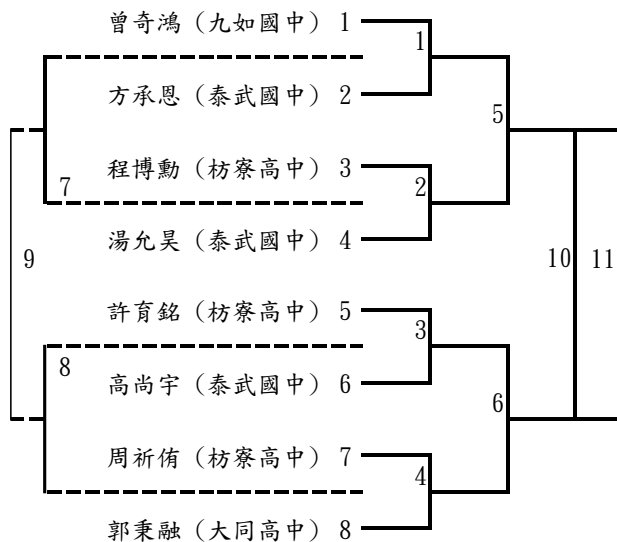 曾奇鴻（九如國中） 1
1
方承恩（泰武國中） 2
5
程博勳（枋寮高中） 3
7
2
湯允昊（泰武國中） 4
9
10
11
許育銘（枋寮高中） 5
3
8
高尚宇（泰武國中） 6
6
周祈侑（枋寮高中） 7
4
郭秉融（大同高中） 8